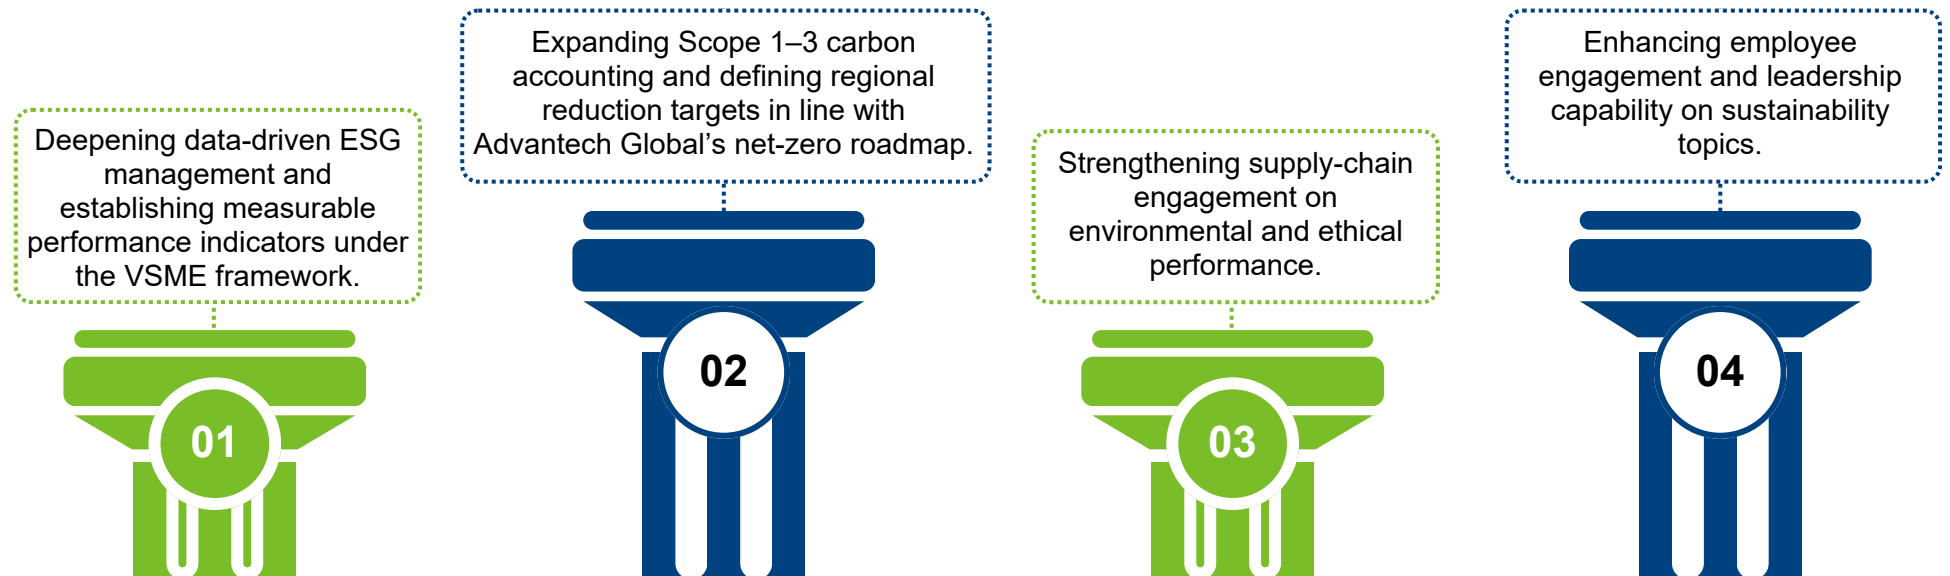 Deepening data-driven ESG
management and
establishing measurable
performance indicators under
the VSME framework.
01
Expanding Scope 1–3 carbon
accounting and defining regional
reduction targets in line with
Advantech Global’s net-zero roadmap.
02
Strengthening supply-chain
engagement on
environmental and ethical
performance.
03
Enhancing employee
engagement and leadership
capability on sustainability
topics.
04